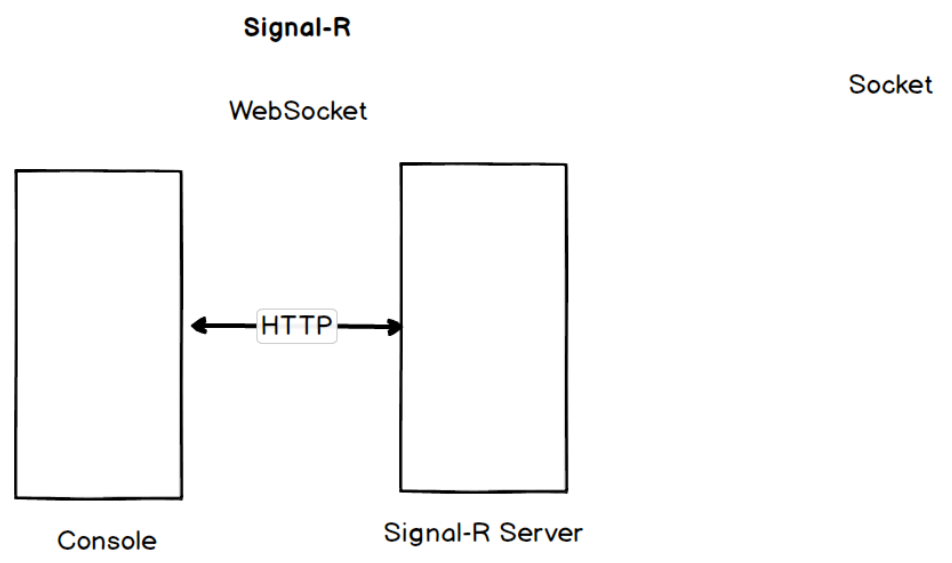 Signal-R
Socket
WebSocket
HTTP
Console
Signal-R Server